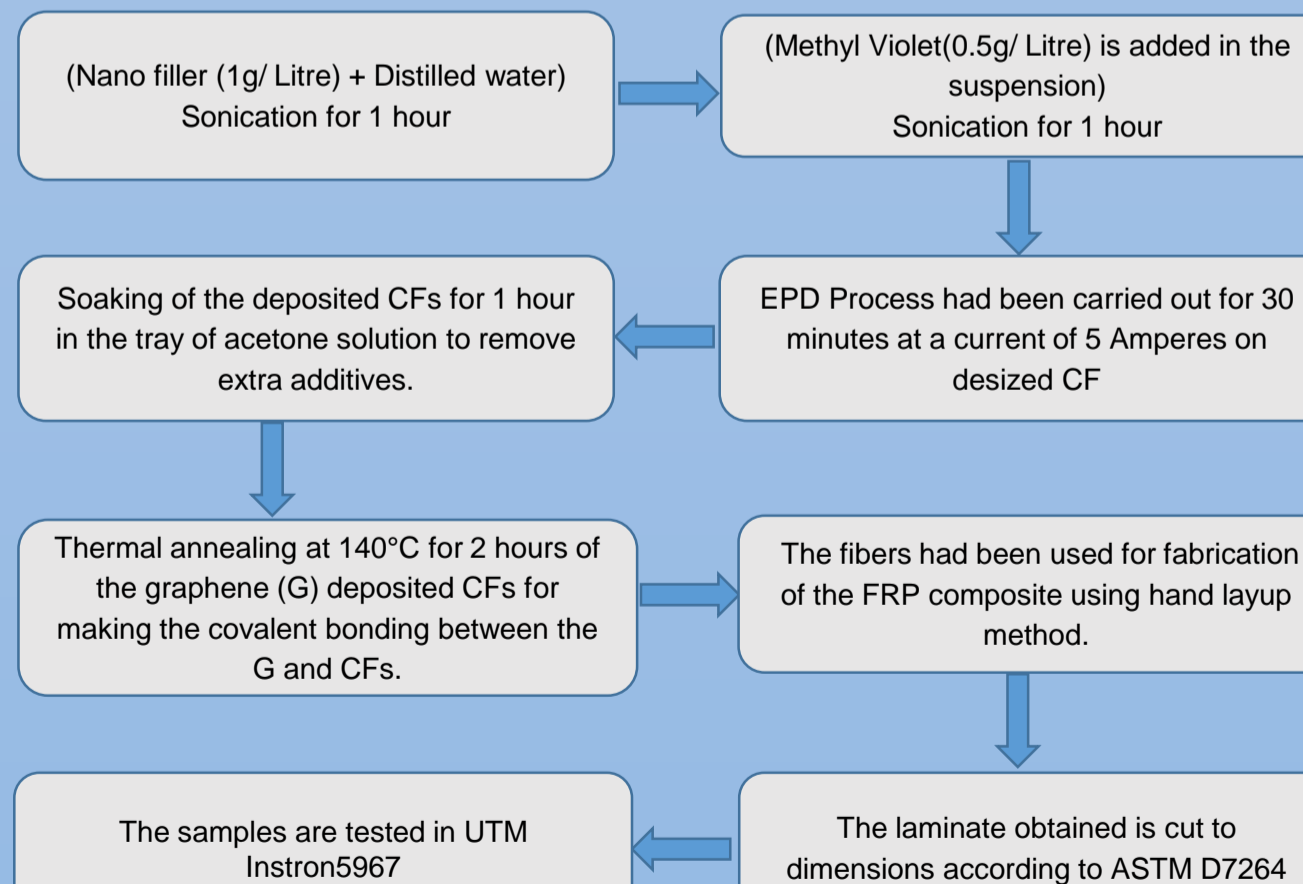 (Nano filler (1g/ Litre) + Distilled water)
Sonication for 1 hour
(Methyl Violet(0.5g/ Litre) is added in the
suspension)
Sonication for 1 hour
EPD Process had been carried out for 30
minutes at a current of 5 Amperes on
desized CF
Soaking of the deposited CFs for 1 hour
in the tray of acetone solution to remove
extra additives.
Thermal annealing at 140°C for 2 hours of
the graphene (G) deposited CFs for
making the covalent bonding between the
G and CFs.
The fibers had been used for fabrication
of the FRP composite using hand layup
method.
The laminate obtained is cut to
dimensions according to ASTM D7264
The samples are tested in UTM
Instron5967